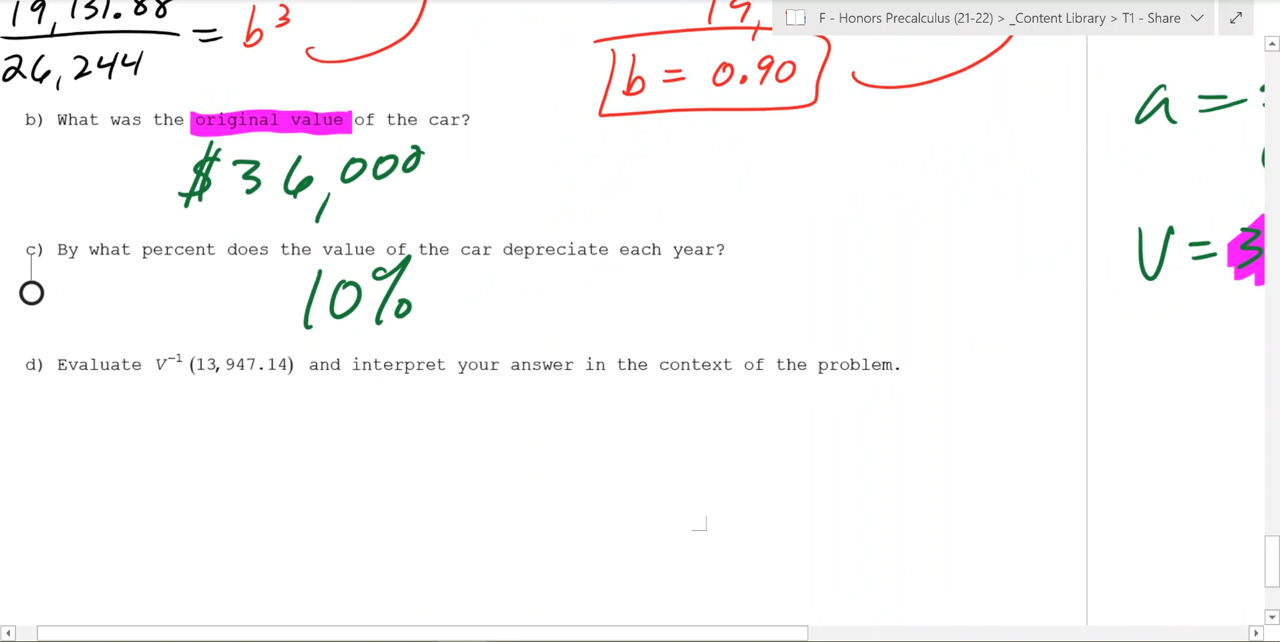 F - Honors Precalculus (21-22) > _Content Library > T1 - Share
19,131.88
26,244
= b³
19,
b = 0.90
a =
b) What was the original value of the car?
$36,000
V = 3
c) By what percent does the value of the car depreciate each year?
10%
d) Evaluate V⁻¹ (13,947.14) and interpret your answer in the context of the problem.